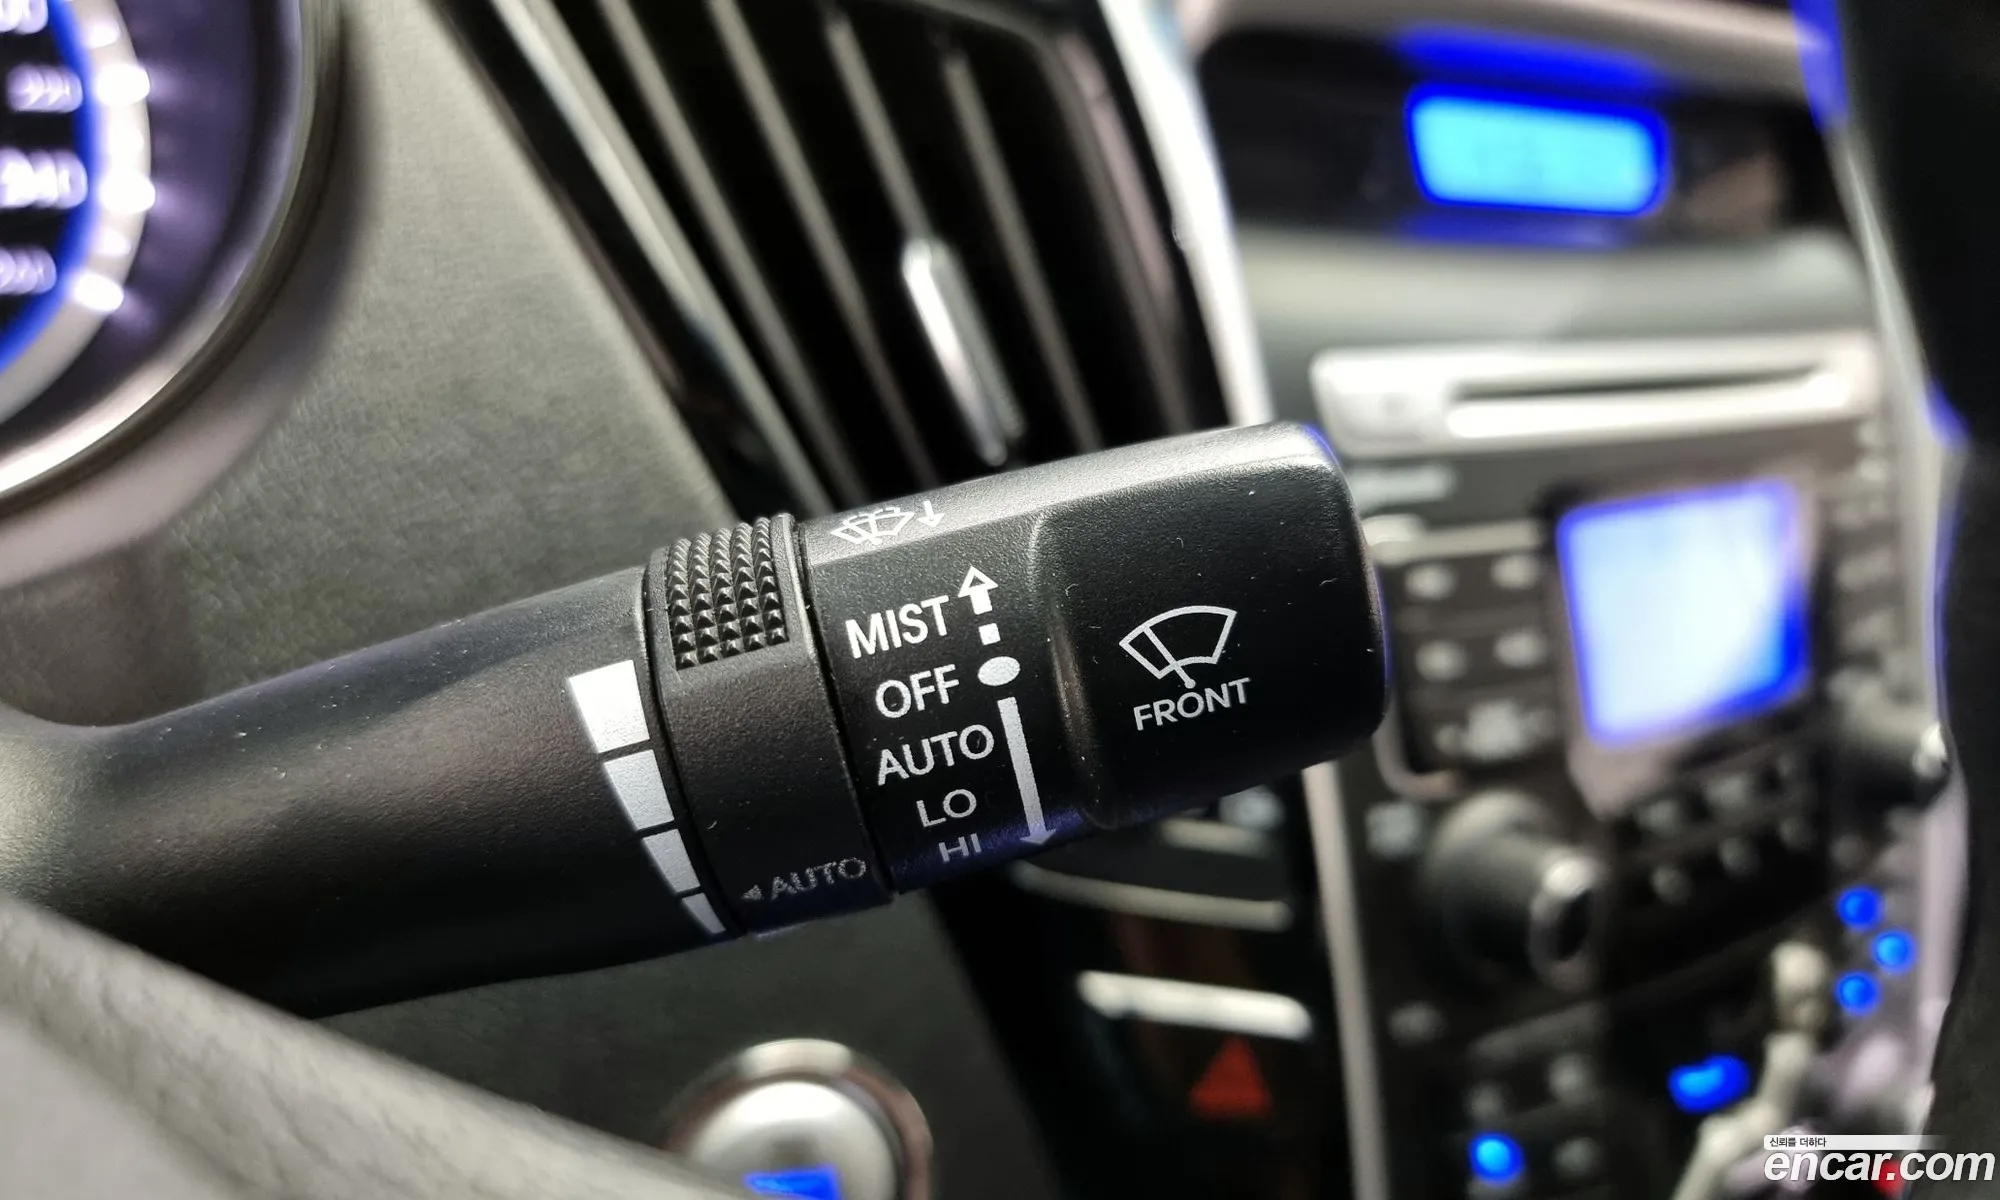 MIST
OFF
AUTO
LO
HI
◄AUTO
FRONT
신뢰를 더하다
encar.com